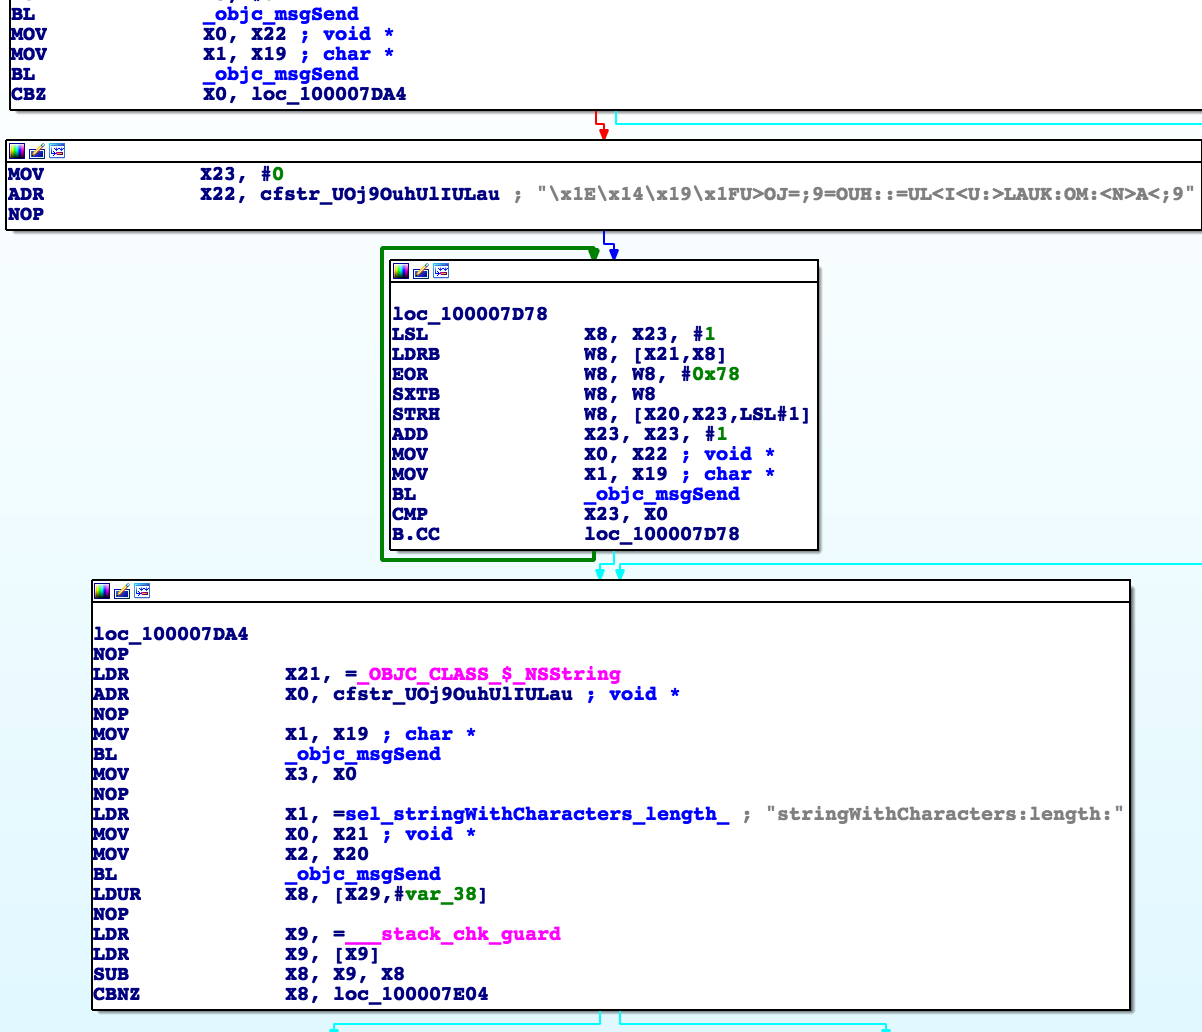 BL _objc_msgSend
MOV X0, X22 ; void *
MOV X1, X19 ; char *
BL _objc_msgSend
CBZ X0, loc_100007DA4
MOV X23, #0
ADR X22, cfstr_UOj9OuhUlIULau ; "\x1E\x14\x19\x1FU>OJ=;9=OUH::=UL<I<U:>LAUK:OM:<N>A<;9"
NOP
loc_100007D78
LSL X8, X23, #1
LDRB W8, [X21,X8]
EOR W8, W8, #0x78
SXTB W8, W8
STRH W8, [X20,X23,LSL#1]
ADD X23, X23, #1
MOV X0, X22 ; void *
MOV X1, X19 ; char *
BL _objc_msgSend
CMP X23, X0
B.CC loc_100007D78
loc_100007DA4
NOP
LDR X21, =_OBJC_CLASS_$_NSString
ADR X0, cfstr_UOj9OuhUlIULau ; void *
NOP
MOV X1, X19 ; char *
BL _objc_msgSend
MOV X3, X0
NOP
LDR X1, =sel_stringWithCharacters_length_ ; "stringWithCharacters:length:"
MOV X0, X21 ; void *
MOV X2, X20
BL _objc_msgSend
LDUR X8, [X29,#var_38]
NOP
LDR X9, =___stack_chk_guard
LDR X9, [X9]
SUB X8, X9, X8
CBNZ X8, loc_100007E04